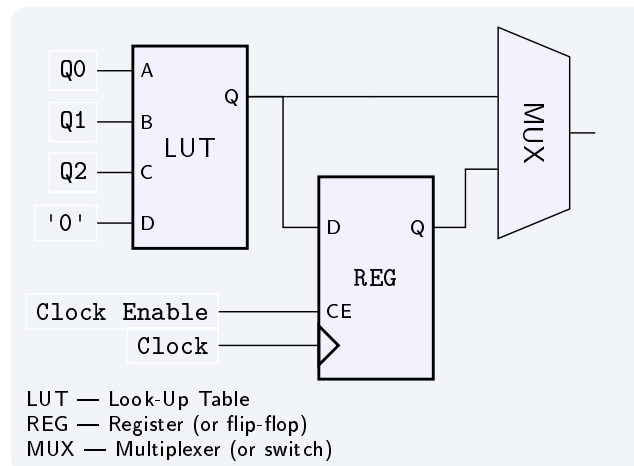 Q0
A
Q
Q1
B
LUT
MUX
Q2
C
'0'
D
D
Q
REG
Clock Enable
CE
Clock
LUT — Look-Up Table
REG — Register (or flip-flop)
MUX — Multiplexer (or switch)